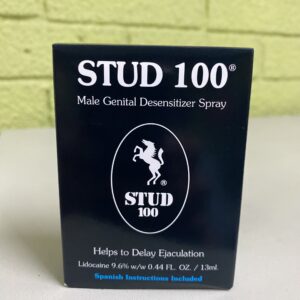 STUD 100®
Male Genital Desensitizer Spray
®
STUD
100
Helps to Delay Ejaculation
Lidocaine 9.6% w/w 0.44 FL. OZ. / 13ml.
Spanish Instructions Included